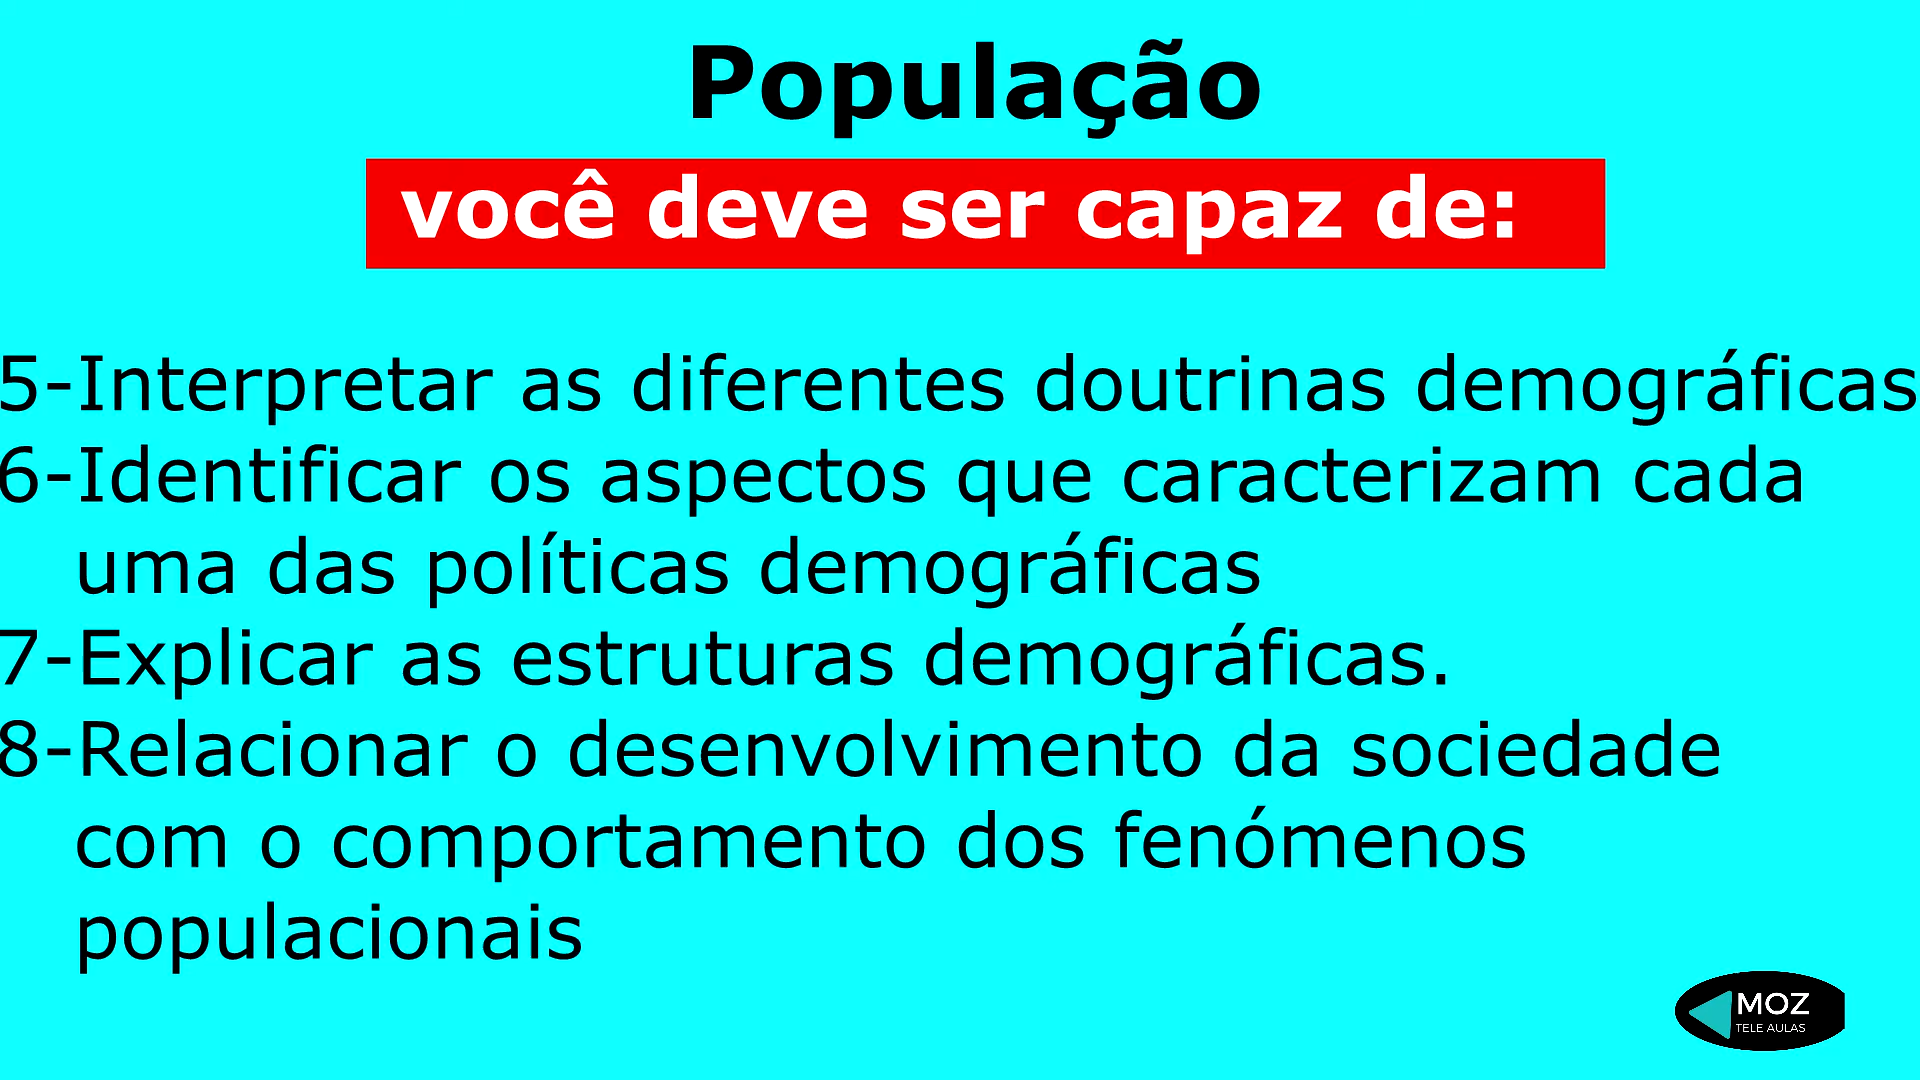 População
você deve ser capaz de:
5-Interpretar as diferentes doutrinas demográficas
6-Identificar os aspectos que caracterizam cada
uma das políticas demográficas
7-Explicar as estruturas demográficas.
8-Relacionar o desenvolvimento da sociedade
com o comportamento dos fenómenos
populacionais
MOZ
TELE AULAS